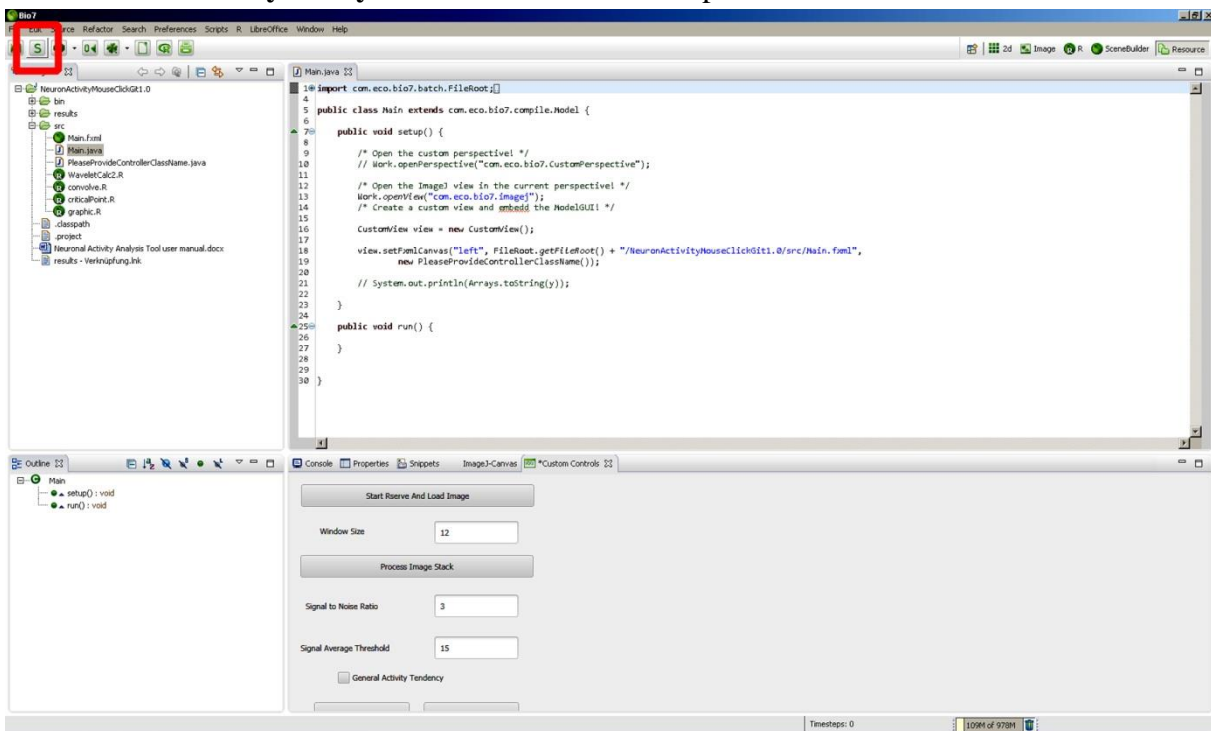 Bio7
Source Refactor Search Preferences Scripts R LibreOffice Window Help
S
2d Image R SceneBuilder Resource
NeuronActivityMouseClickGit1.0
bin
results
src
Main.fxml
Main.java
PleaseProvideControllerClassName.java
WaveletCalc2.R
convolve.R
criticalPoint.R
graphic.R
.classpath
.project
Neuronal Activity Analysis Tool user manual.docx
results - Verknüpfung.lnk
Main.java
1 import com.eco.bio7.batch.FileRoot;
4
5 public class Main extends com.eco.bio7.compile.Model {
6
7 public void setup() {
8
9 /* Open the custom perspective! */
10 // Work.openPerspective("com.eco.bio7.CustomPerspective");
11
12 /* Open the ImageJ view in the current perspective! */
13 Work.openView("com.eco.bio7.imagej");
14 /* Create a custom view and embedd the ModelGUI! */
15
16 CustomView view = new CustomView();
17
18 view.setFxmlCanvas("left", FileRoot.getFileRoot() + "/NeuronActivityMouseClickGit1.0/src/Main.fxml",
19 new PleaseProvideControllerClassName());
20
21 // System.out.println(Arrays.toString(y));
22
23 }
24
25 public void run() {
26
27 }
28
29
30 }
Outline
Main
setup() : void
run() : void
Console Properties Snippets ImageJ-Canvas *Custom Controls
Start Rserve And Load Image
Window Size 12
Process Image Stack
Signal to Noise Ratio 3
Signal Average Threshold 15
General Activity Tendency
Timesteps: 0 109M of 978M